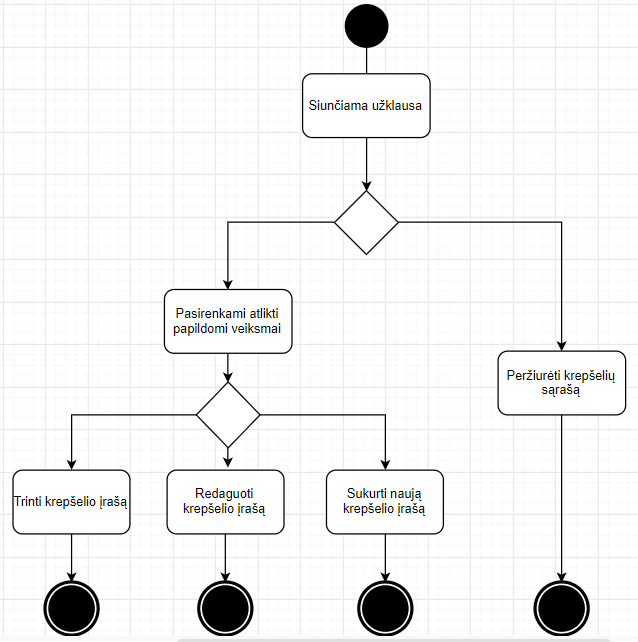 Siunčiama užklausa
Pasirenkami atlikti
papildomi veiksmai
Peržiurėti krepšelių
sąrašą
Trinti krepšelio įrašą
Redaguoti
krepšelio įrašą
Sukurti naują
krepšelio įrašą